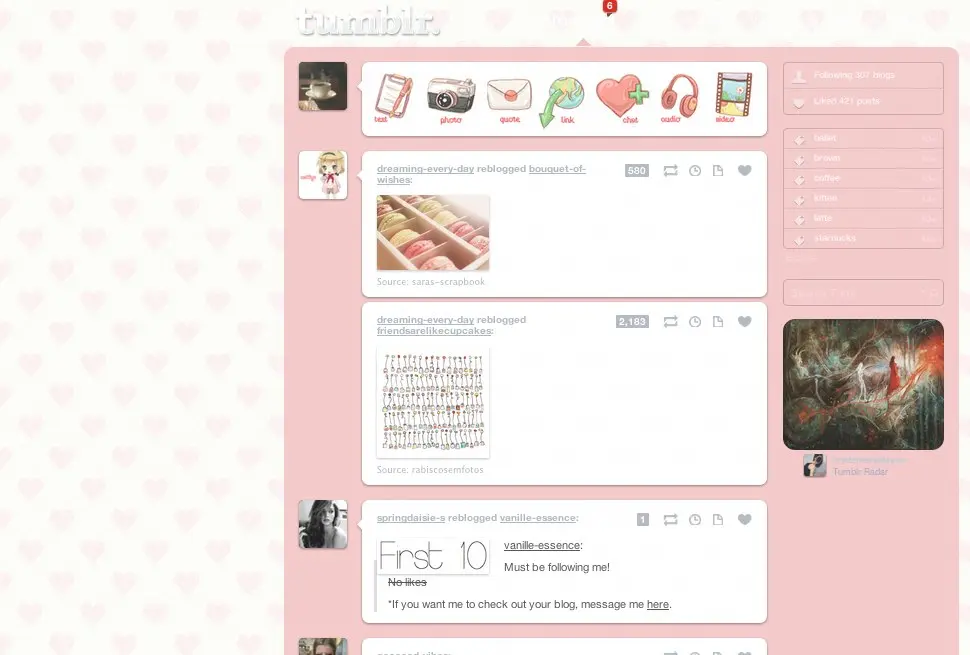 tumblr.
6
text
photo
quote
link
chat
audio
video
Following 307 blogs
Liked 421 posts
dreaming-every-day reblogged bouquet-of-
wishes:
580
Source: saras-scrapbook
brown
coffee
kitten
starbucks
dreaming-every-day reblogged
friendsarelikecupcakes:
2,183
Source: rabiscosemfotos
Tumblr Radar
springdaisie-s reblogged vanille-essence:
1
First 10
vanille-essence:
Must be following me!
No likes
*If you want me to check out your blog, message me here.